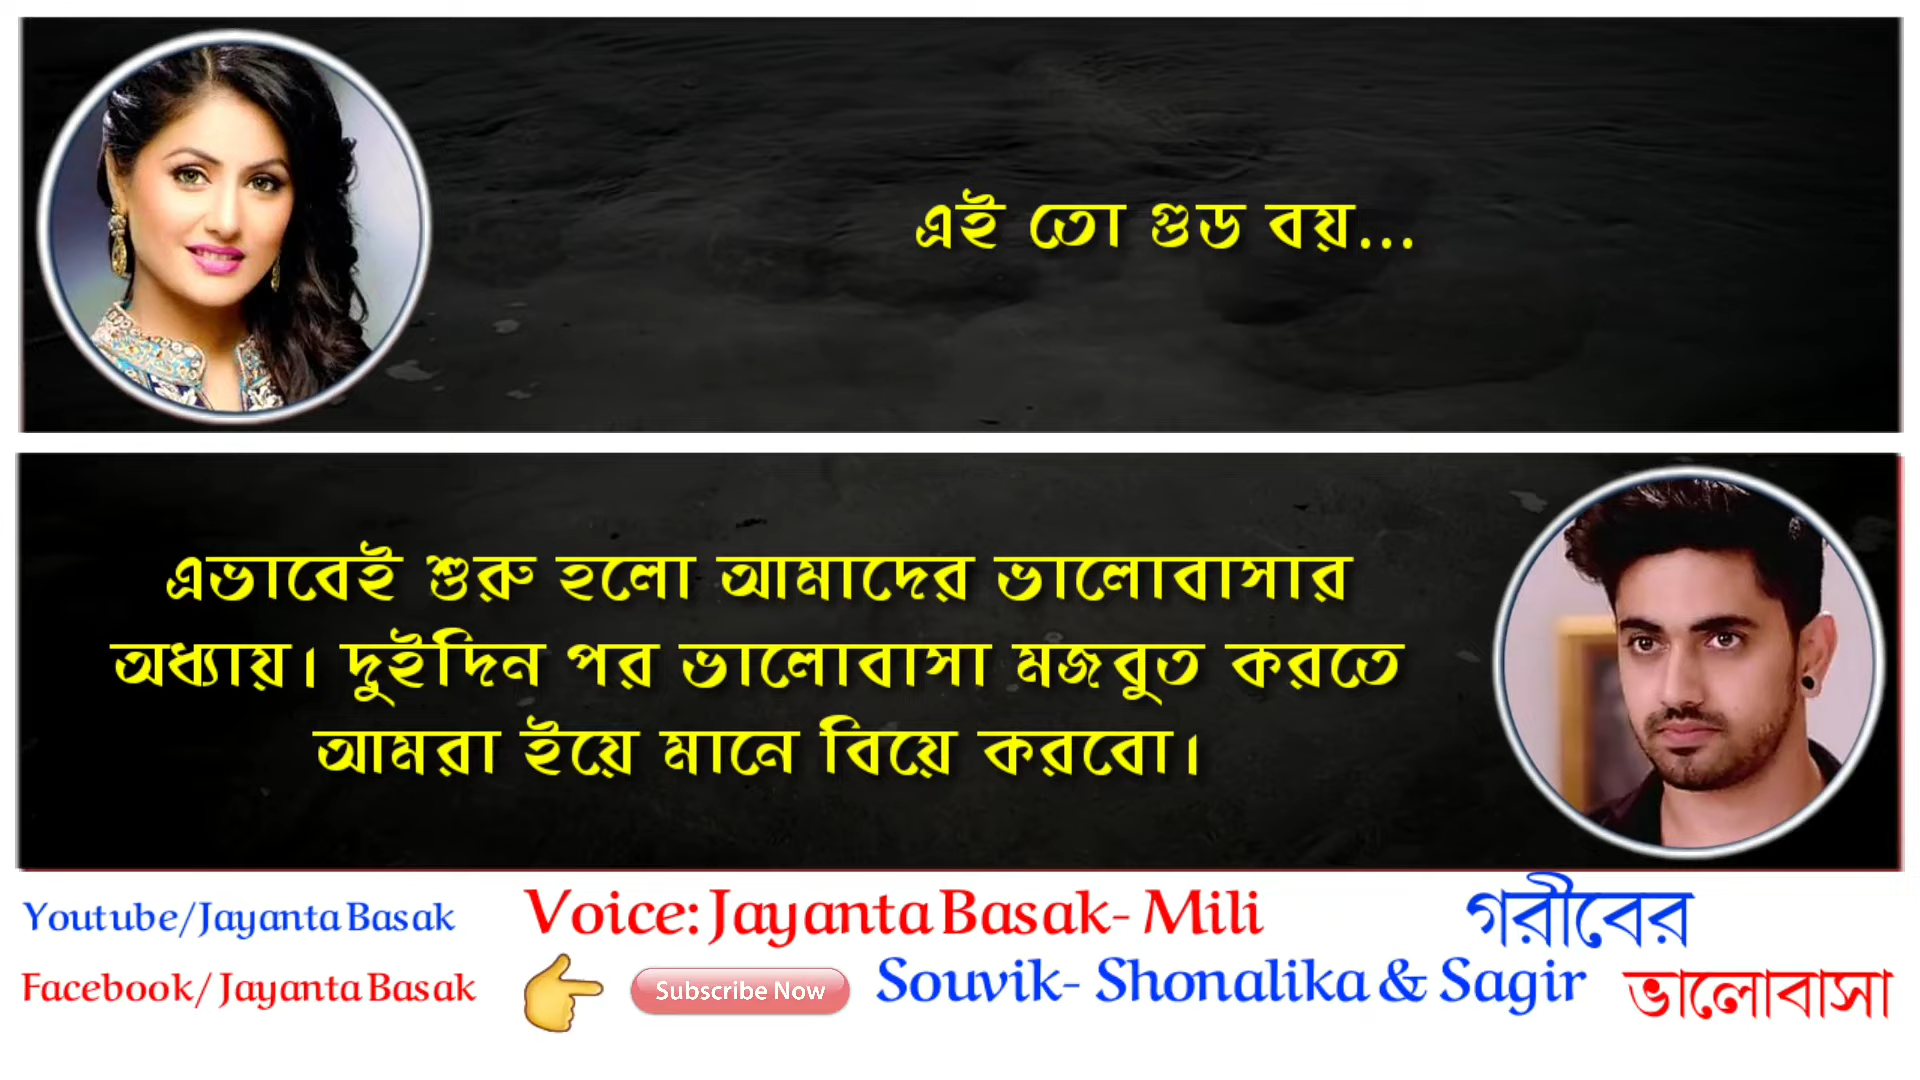 এই তো গুড বয়...
এভাবেই শুরু হলো আমাদের ভালোবাসার
অধ্যায়। দুইদিন পর ভালোবাসা মজবুত করতে
আমরা ইয়ে মানে বিয়ে করবো।
Youtube/Jayanta Basak
Voice: Jayanta Basak- Mili
গরীবের
Facebook/ Jayanta Basak
Subscribe Now
Souvik- Shonalika & Sagir
ভালোবাসা